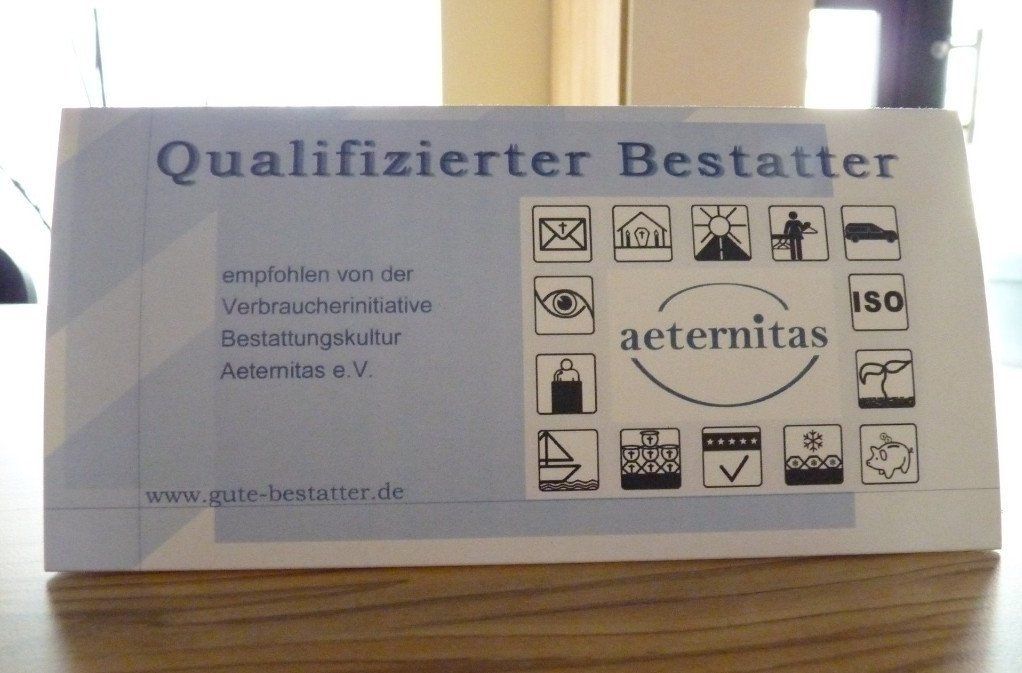 Qualifizierter Bestatter
empfohlen von der
Verbraucherinitiative
Bestattungskultur
Aeternitas e.V.
www.gute-bestatter.de
aeternitas
ISO